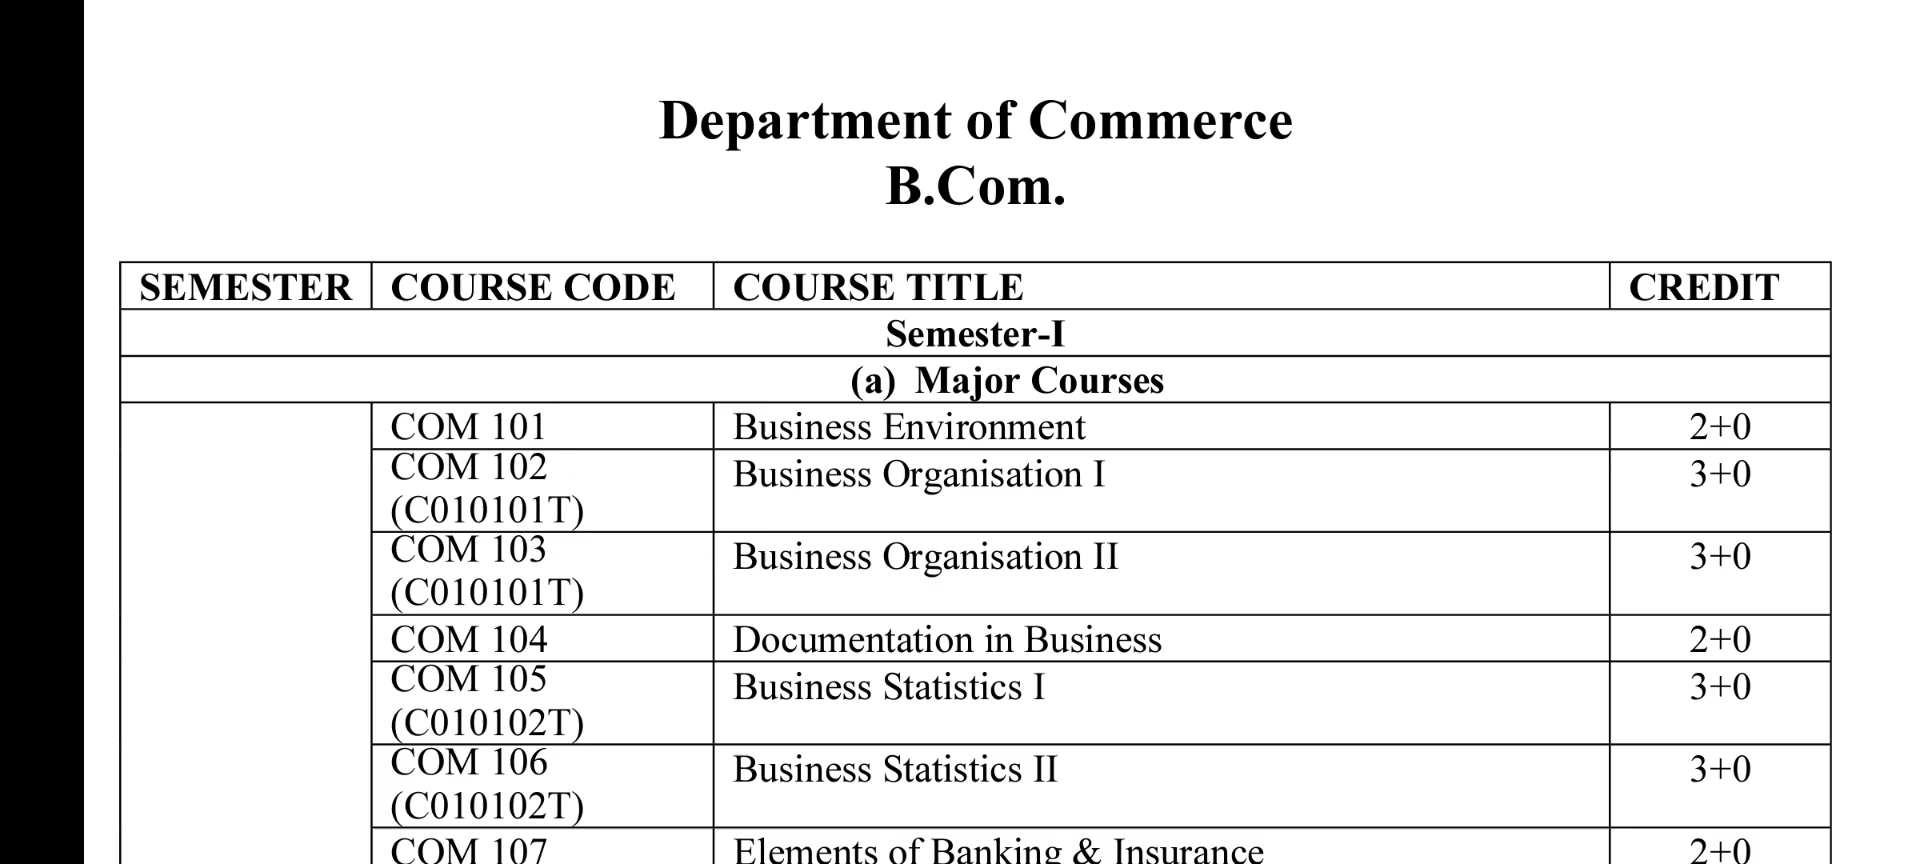 Department of Commerce
B.Com.
SEMESTER COURSE CODE COURSE TITLE CREDIT
Semester-I
(a) Major Courses
COM 101 Business Environment 2+0
COM 102 Business Organisation I 3+0
(C010101T)
COM 103 Business Organisation II 3+0
(C010101T)
COM 104 Documentation in Business 2+0
COM 105 Business Statistics I 3+0
(C010102T)
COM 106 Business Statistics II 3+0
(C010102T)
COM 107 Elements of Banking & Insurance 2+0